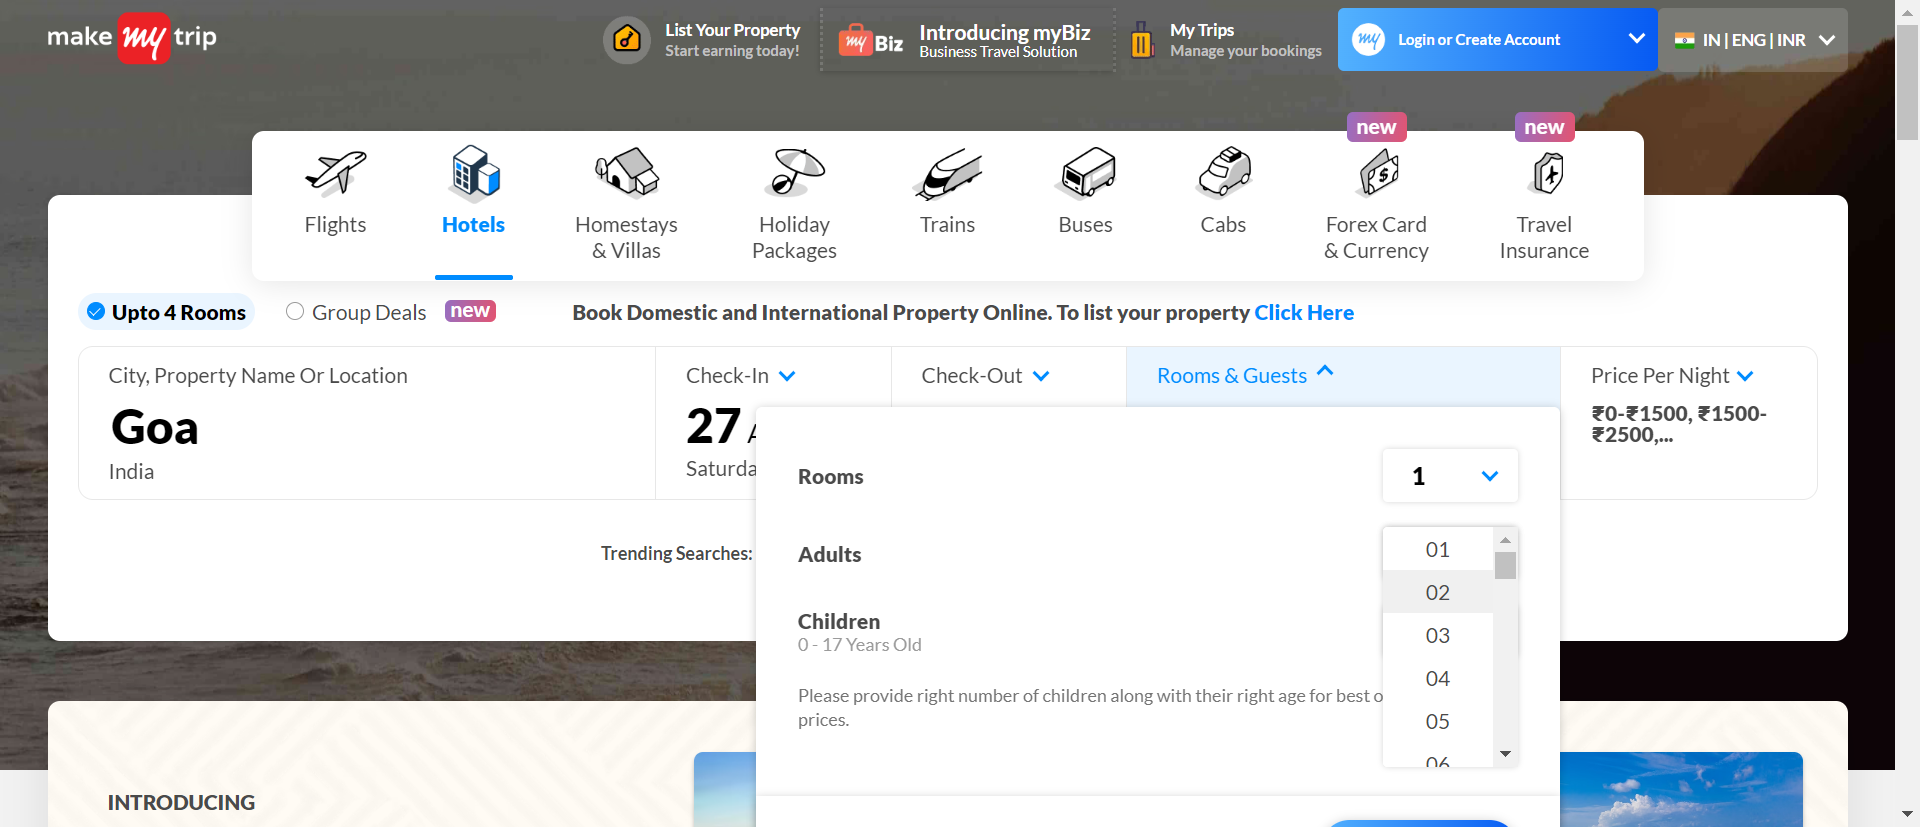 make my trip
List Your Property
Start earning today!
my Biz
Introducing myBiz
Business Travel Solution
My Trips
Manage your bookings
my
Login or Create Account
IN | ENG | INR
new
new
Flights
Hotels
Homestays
& Villas
Holiday
Packages
Trains
Buses
Cabs
Forex Card
& Currency
Travel
Insurance
Upto 4 Rooms
Group Deals
new
Book Domestic and International Property Online. To list your property Click Here
City, Property Name Or Location
Goa
India
Check-In
27 A
Saturda
Check-Out
Rooms & Guests
Price Per Night
₹0-₹1500, ₹1500-
₹2500,...
Trending Searches:
Rooms
1
Adults
01
02
03
04
05
06
Children
0 - 17 Years Old
Please provide right number of children along with their right age for best o
prices.
INTRODUCING